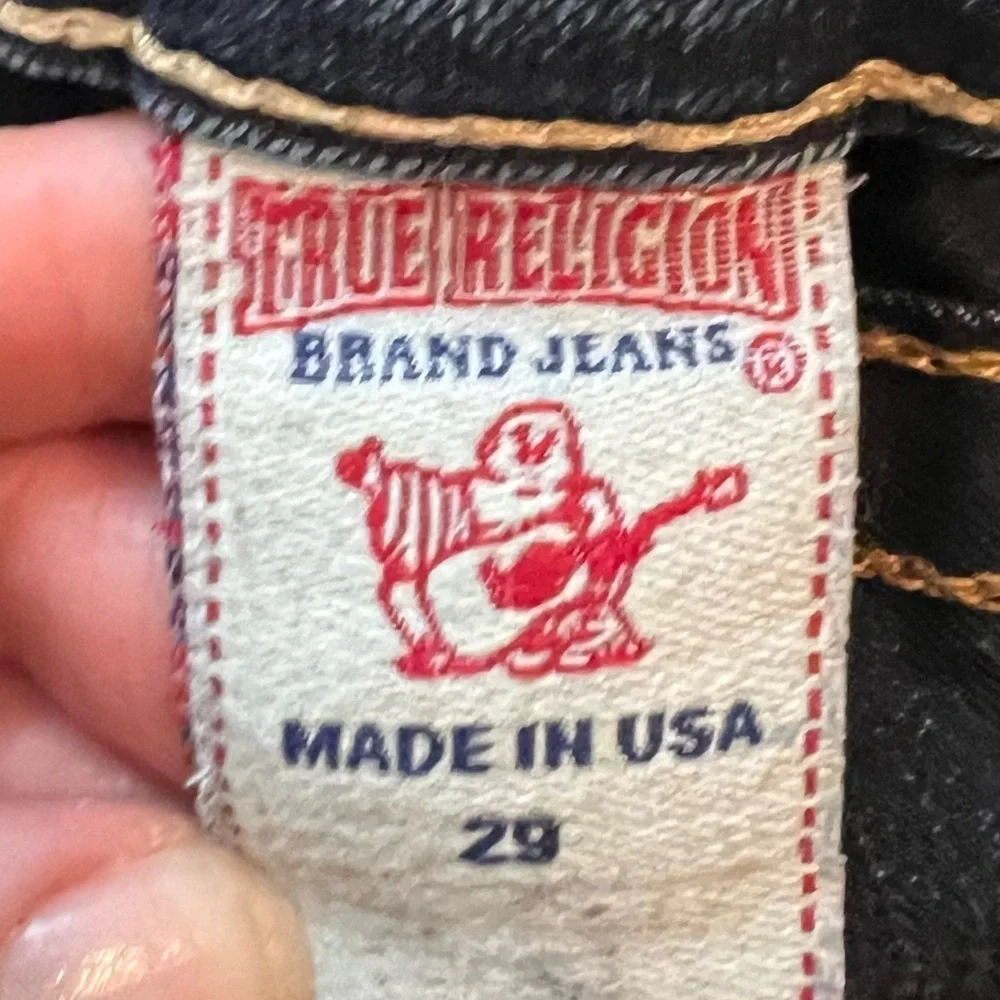 TRUE RELIGION
BRAND JEANS®
MADE IN USA
29